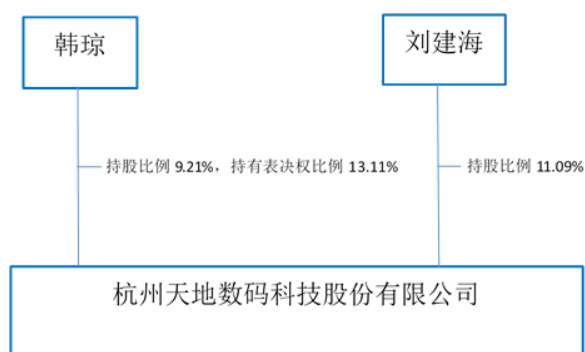 韩琼
刘建海
持股比例 9.21%，持有表决权比例 13.11%
持股比例 11.09%
杭州天地数码科技股份有限公司